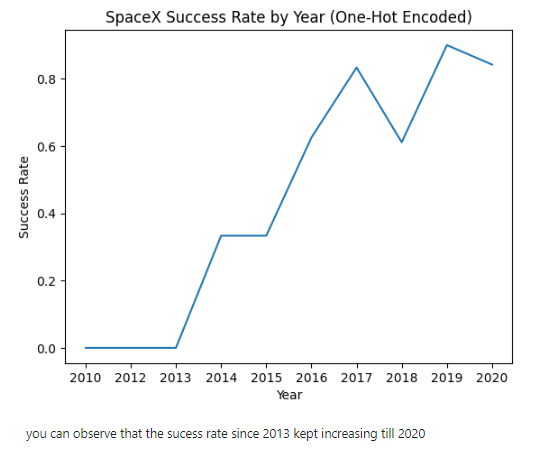 SpaceX Success Rate by Year (One-Hot Encoded)
Success Rate
0.8
0.6
0.4
0.2
0.0
2010 2012 2013 2014 2015 2016 2017 2018 2019 2020
Year
you can observe that the sucess rate since 2013 kept increasing till 2020